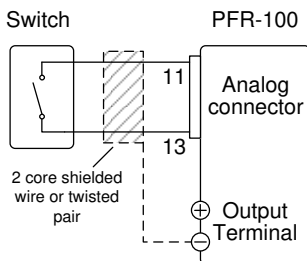 Switch
PFR-100
11
Analog
connector
13
2 core shielded
wire or twisted
pair
+
Output
Terminal
−